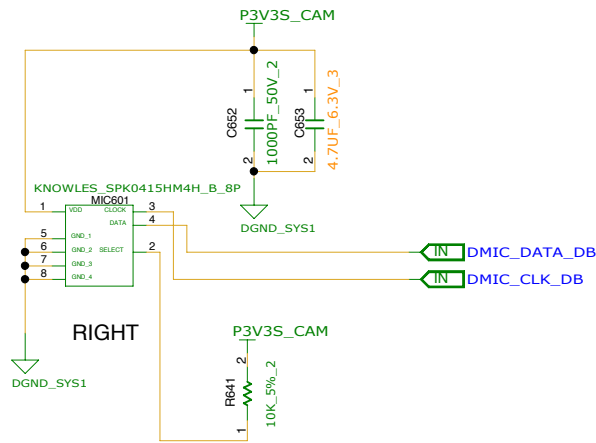 P3V3S_CAM
1
1
C652
1000PF_50V_2
C653
4.7UF_6.3V_3
2
2
DGND_SYS1
KNOWLES_SPK0415HM4H_B_8P
MIC601
1 VDD CLOCK 3
DATA 4
5 GND_1
6 GND_2 SELECT 2
7 GND_3
8 GND_4
IN DMIC_DATA_DB
IN DMIC_CLK_DB
RIGHT
DGND_SYS1
P3V3S_CAM
2
R641
10K_5%_2
1